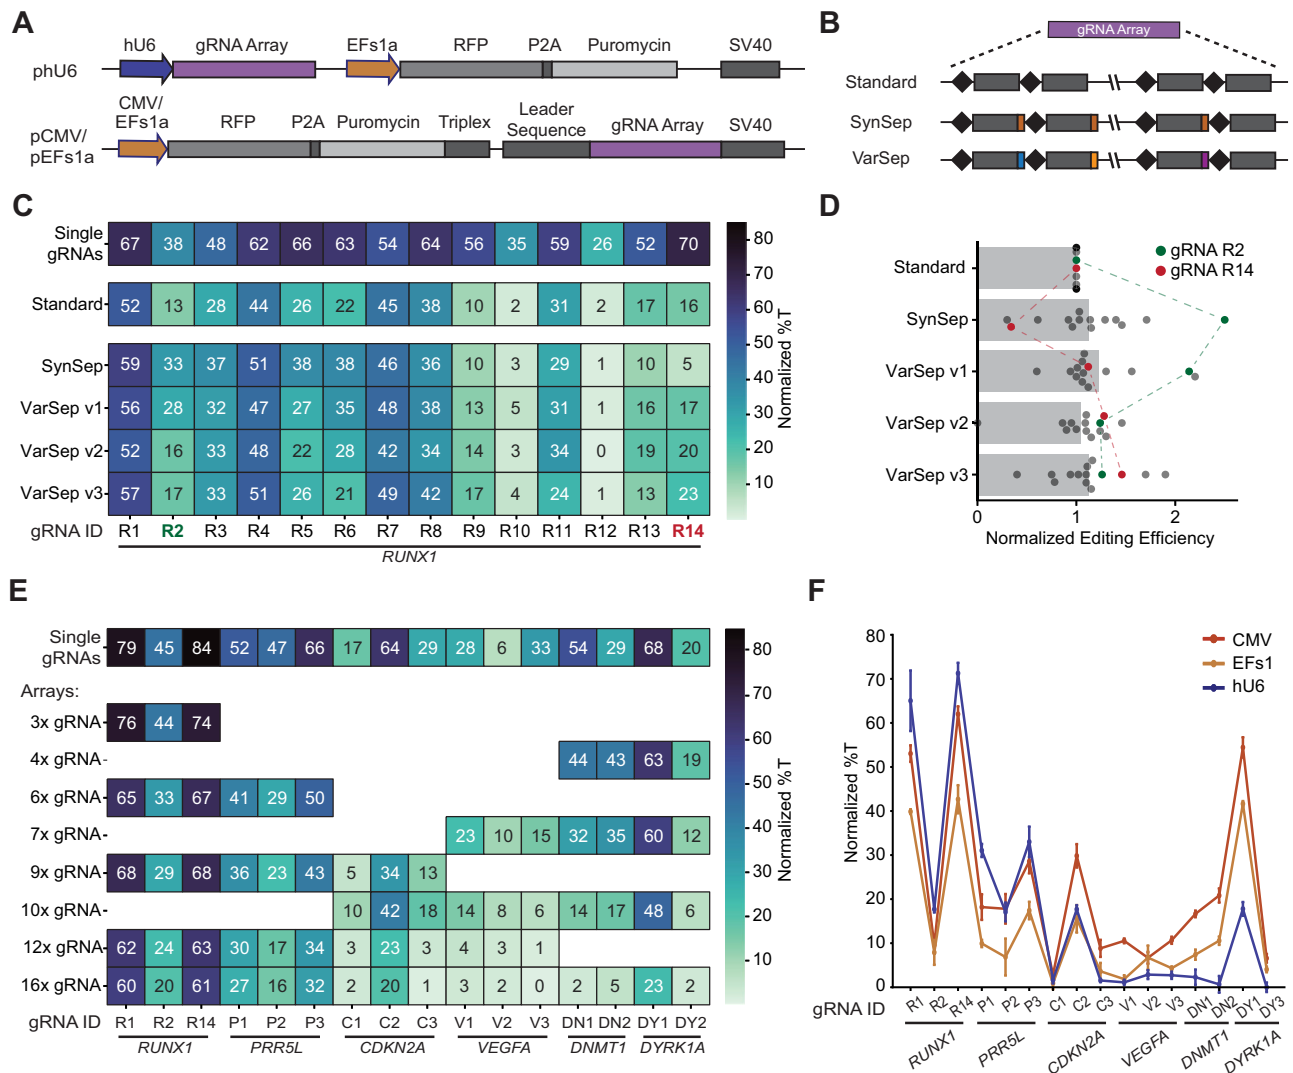 A
hU6 gRNA Array EFs1a RFP P2A Puromycin SV40
phU6
CMV/
EFs1a RFP P2A Puromycin Triplex Leader Sequence gRNA Array SV40
pCMV/
pEFs1a
B
gRNA Array
Standard
SynSep
VarSep
C
Single gRNAs 67 38 48 62 66 63 54 64 56 35 59 26 52 70
Standard 52 13 28 44 26 22 45 38 10 2 31 2 17 16
SynSep 59 33 37 51 38 38 46 36 10 3 29 1 10 5
VarSep v1 56 28 32 47 27 35 48 38 13 5 31 1 16 17
VarSep v2 52 16 33 48 22 28 42 34 14 3 34 0 19 20
VarSep v3 57 17 33 51 26 21 49 42 17 4 24 1 13 23
gRNA ID R1 R2 R3 R4 R5 R6 R7 R8 R9 R10 R11 R12 R13 R14
RUNX1
80
70
60
50
40
30
20
10
Normalized %T
D
gRNA R2
gRNA R14
Standard
SynSep
VarSep v1
VarSep v2
VarSep v3
0 1 2
Normalized Editing Efficiency
E
Single gRNAs 79 45 84 52 47 66 17 64 29 28 6 33 54 29 68 20
Arrays:
3x gRNA 76 44 74
4x gRNA 44 43 63 19
6x gRNA 65 33 67 41 29 50
7x gRNA 23 10 15 32 35 60 12
9x gRNA 68 29 68 36 23 43 5 34 13
10x gRNA 10 42 18 14 8 6 14 17 48 6
12x gRNA 62 24 63 30 17 34 3 23 3 4 3 1
16x gRNA 60 20 61 27 16 32 2 20 1 3 2 0 2 5 23 2
gRNA ID R1 R2 R14 P1 P2 P3 C1 C2 C3 V1 V2 V3 DN1 DN2 DY1 DY2
RUNX1 PRR5L CDKN2A VEGFA DNMT1 DYRK1A
80
70
60
50
40
30
20
10
Normalized %T
F
CMV
EFs1
hU6
80
70
60
50
40
30
20
10
0
Normalized %T
gRNA ID R1 R2 R14 P1 P2 P3 C1 C2 C3 V1 V2 V3 DN1 DN2 DY1 DY3
RUNX1 PRR5L CDKN2A VEGFA DNMT1 DYRK1A